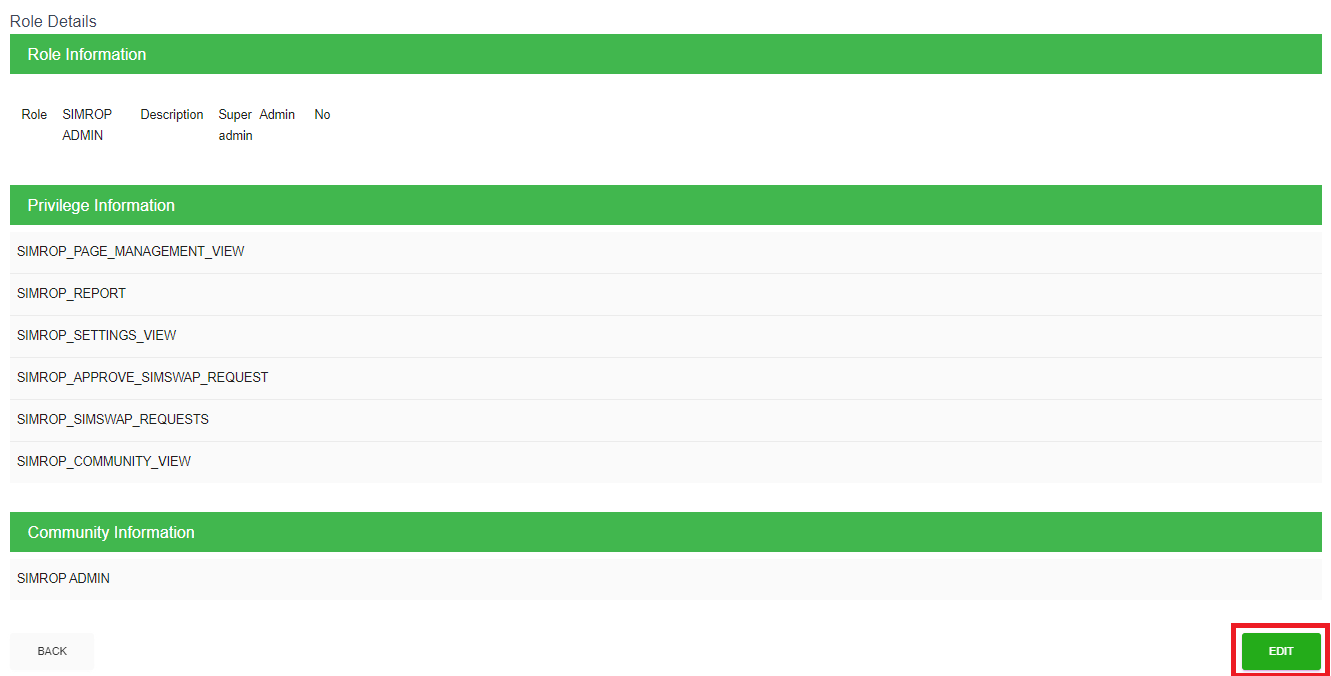 Role Details
Role Information
Role SIMROP Description Super Admin No
ADMIN admin
Privilege Information
SIMROP_PAGE_MANAGEMENT_VIEW
SIMROP_REPORT
SIMROP_SETTINGS_VIEW
SIMROP_APPROVE_SIMSWAP_REQUEST
SIMROP_SIMSWAP_REQUESTS
SIMROP_COMMUNITY_VIEW
Community Information
SIMROP ADMIN
BACK EDIT